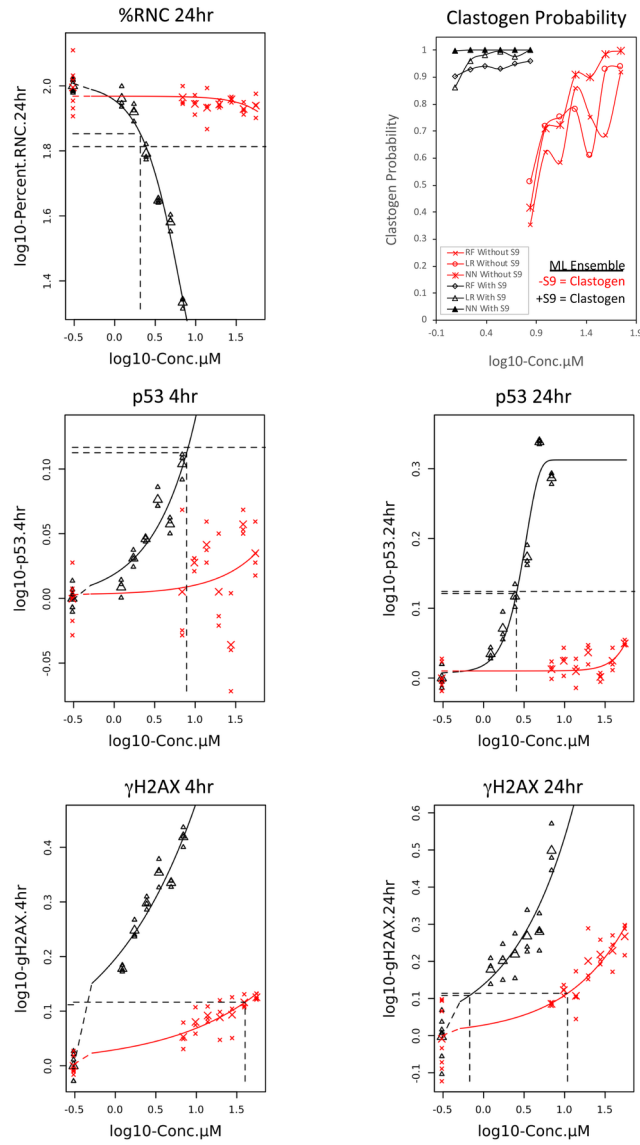 %RNC 24hr
log10-Percent.RNC.24hr
2.0
1.8
1.6
1.4
-0.5
0.0
0.5
1.0
1.5
log10-Conc.µM
Clastogen Probability
Clastogen Probability
1
0.9
0.8
0.7
0.6
0.5
0.4
0.3
0.2
0.1
0
RF Without S9
LR Without S9
NN Without S9
RF With S9
LR With S9
NN With S9
ML Ensemble
-S9 = Clastogen
+S9 = Clastogen
-0.1
0.4
0.9
1.4
1.9
log10-Conc.µM
p53 4hr
log10-p53.4hr
0.10
0.05
0.00
-0.05
-0.5
0.0
0.5
1.0
1.5
log10-Conc.µM
p53 24hr
log10-p53.24hr
0.3
0.2
0.1
0.0
-0.5
0.0
0.5
1.0
1.5
log10-Conc.µM
γH2AX 4hr
log10-gH2AX.4hr
0.4
0.3
0.2
0.1
0.0
-0.5
0.0
0.5
1.0
1.5
log10-Conc.µM
γH2AX 24hr
log10-gH2AX.24hr
0.6
0.5
0.4
0.3
0.2
0.1
0.0
-0.1
-0.5
0.0
0.5
1.0
1.5
log10-Conc.µM